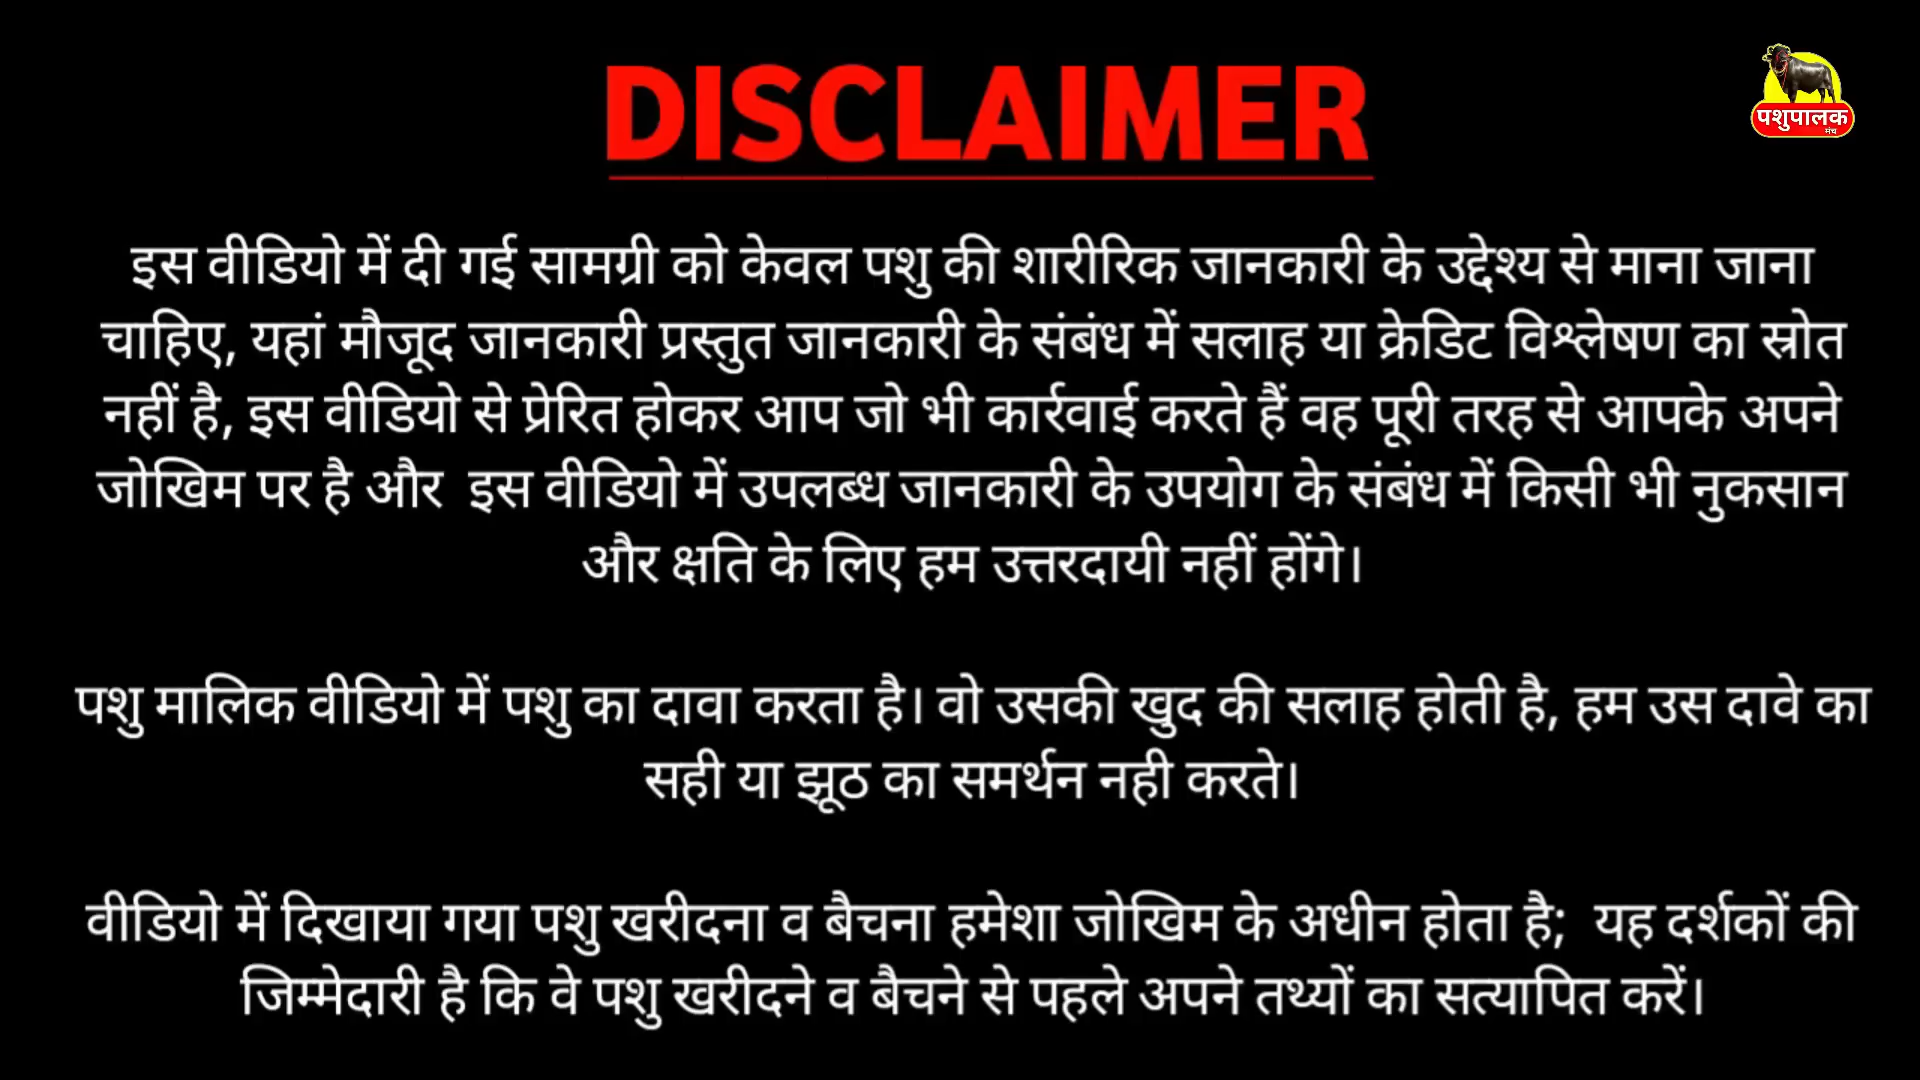 DISCLAIMER
पशुपालक
मंच
इस वीडियो में दी गई सामग्री को केवल पशु की शारीरिक जानकारी के उद्देश्य से माना जाना
चाहिए, यहां मौजूद जानकारी प्रस्तुत जानकारी के संबंध में सलाह या क्रेडिट विश्लेषण का स्रोत
नहीं है, इस वीडियो से प्रेरित होकर आप जो भी कार्रवाई करते हैं वह पूरी तरह से आपके अपने
जोखिम पर है और इस वीडियो में उपलब्ध जानकारी के उपयोग के संबंध में किसी भी नुकसान
और क्षति के लिए हम उत्तरदायी नहीं होंगे।
पशु मालिक वीडियो में पशु का दावा करता है। वो उसकी खुद की सलाह होती है, हम उस दावे का
सही या झूठ का समर्थन नही करते।
वीडियो में दिखाया गया पशु खरीदना व बैचना हमेशा जोखिम के अधीन होता है; यह दर्शकों की
जिम्मेदारी है कि वे पशु खरीदने व बैचने से पहले अपने तथ्यों का सत्यापित करें।